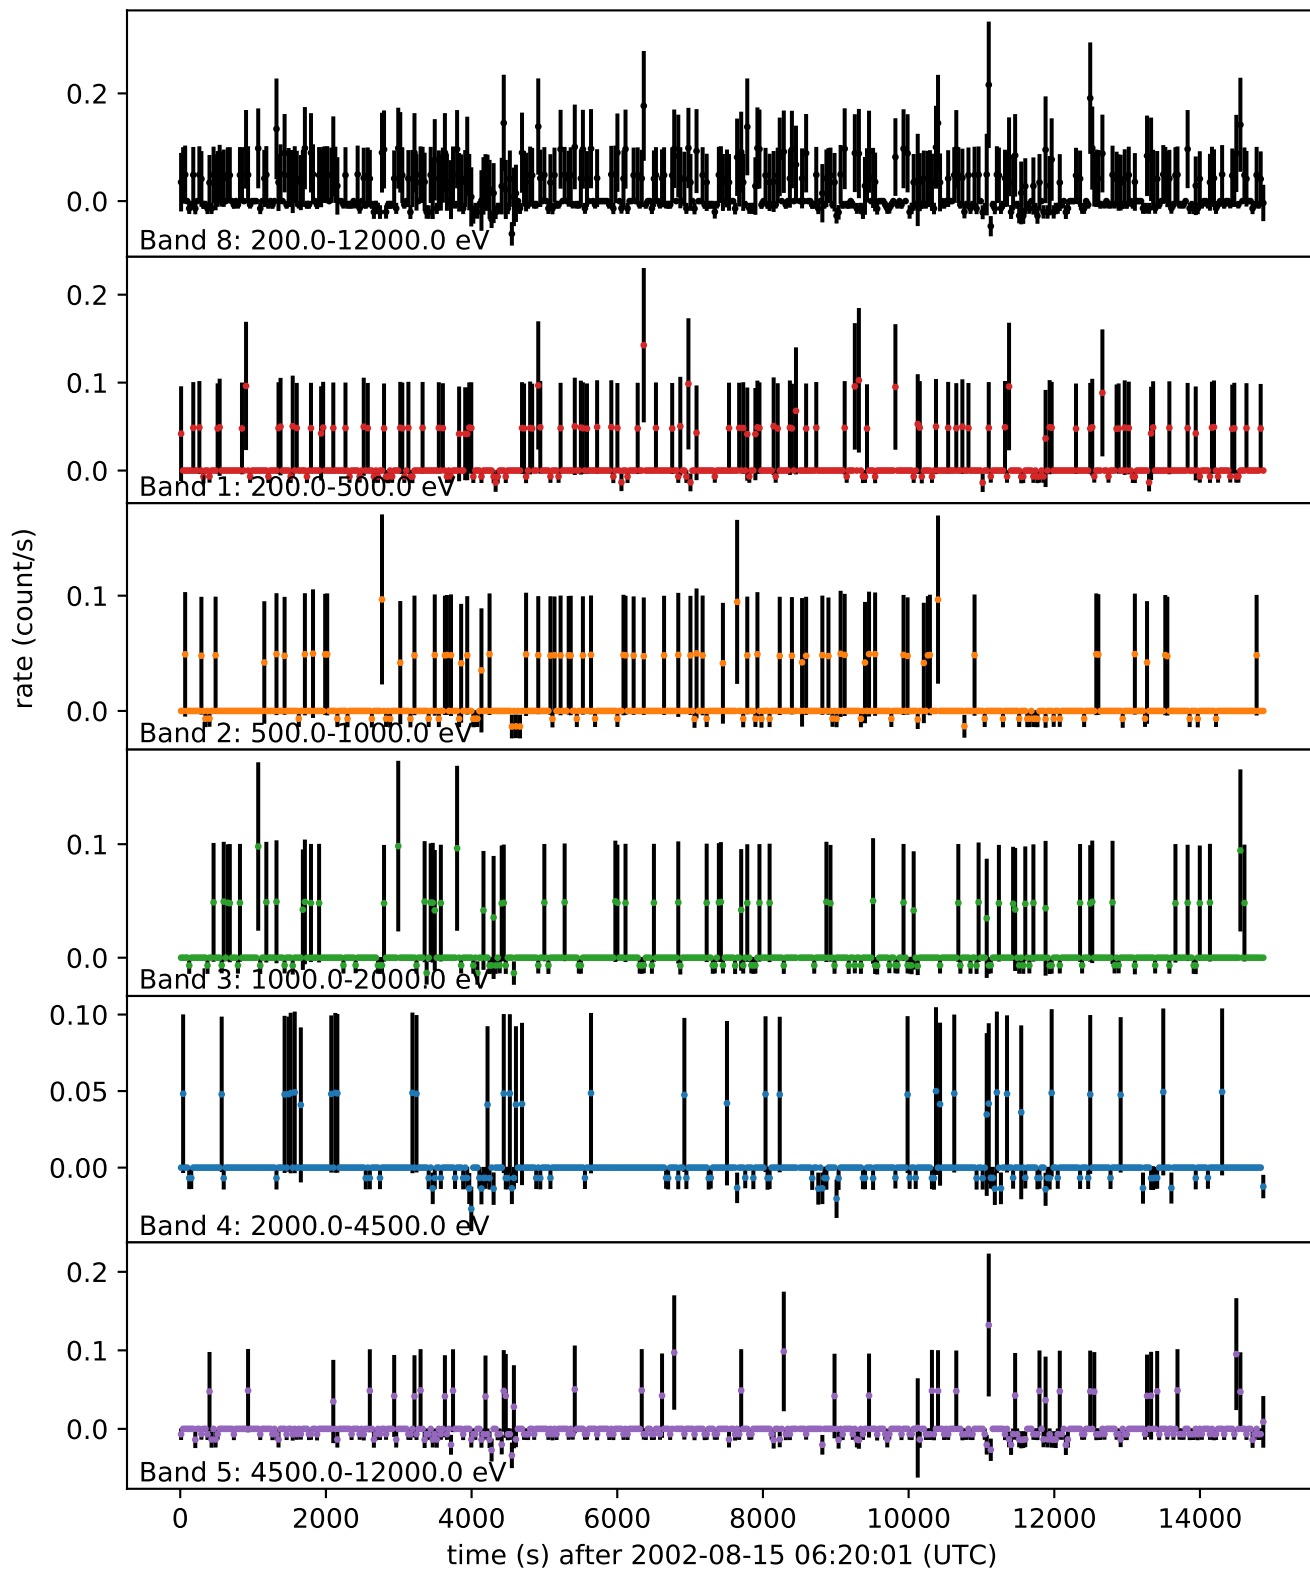 0.2
0.0
Band 8: 200.0-12000.0 eV
0.2
0.1
0.0
Band 1: 200.0-500.0 eV
rate (count/s)
0.1
0.0
Band 2: 500.0-1000.0 eV
0.1
0.0
Band 3: 1000.0-2000.0 eV
0.10
0.05
0.00
Band 4: 2000.0-4500.0 eV
0.2
0.1
0.0
Band 5: 4500.0-12000.0 eV
0 2000 4000 6000 8000 10000 12000 14000
time (s) after 2002-08-15 06:20:01 (UTC)